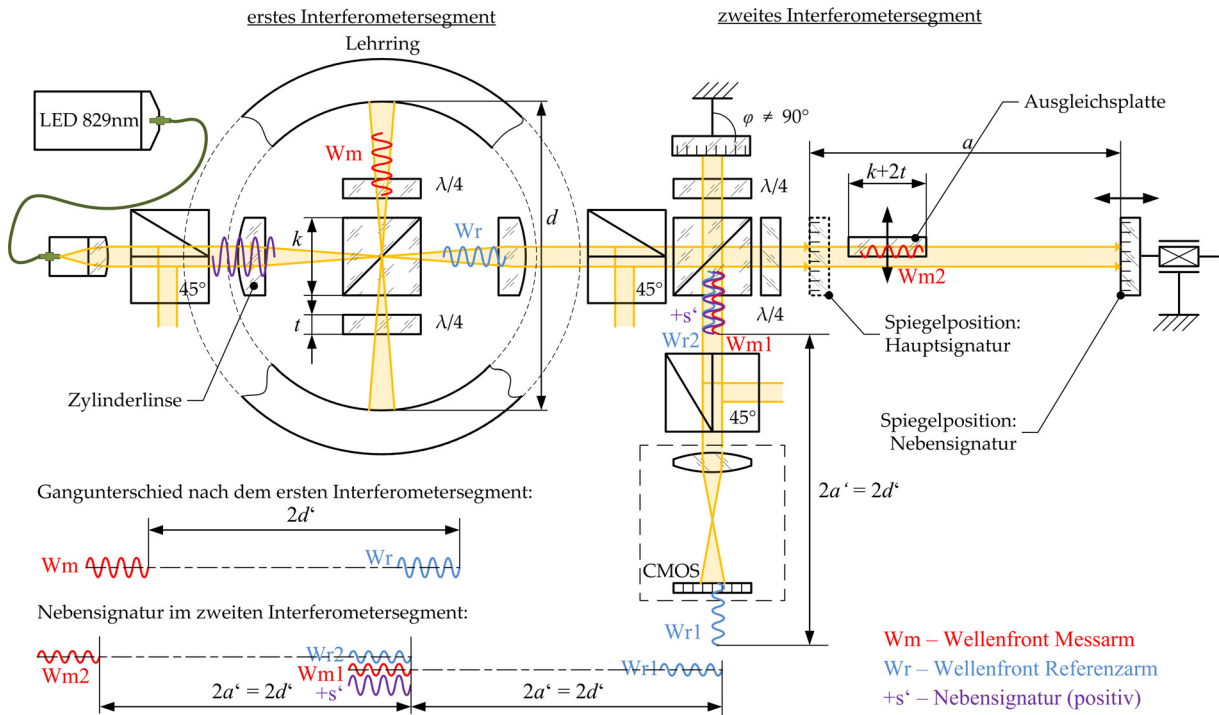 erstes Interferometersegment
zweites Interferometersegment
Lehrring
LED 829nm
Wm
λ/4
k
Wr
d
45°
t
λ/4
Zylinderlinse
φ ≠ 90°
Ausgleichsplatte
a
k+2t
λ/4
Wm2
45°
λ/4
+s‘
Wr2
Wm1
Spiegelposition:
Hauptsignatur
45°
Spiegelposition:
Nebensignatur
2a‘ = 2d‘
CMOS
Wr1
Gangunterschied nach dem ersten Interferometersegment:
2d‘
Wm
Wr
Nebensignatur im zweiten Interferometersegment:
Wm2
Wr2
Wm1
+s‘
Wr1
2a‘ = 2d‘
2a‘ = 2d‘
Wm – Wellenfront Messarm
Wr – Wellenfront Referenzarm
+s‘ – Nebensignatur (positiv)